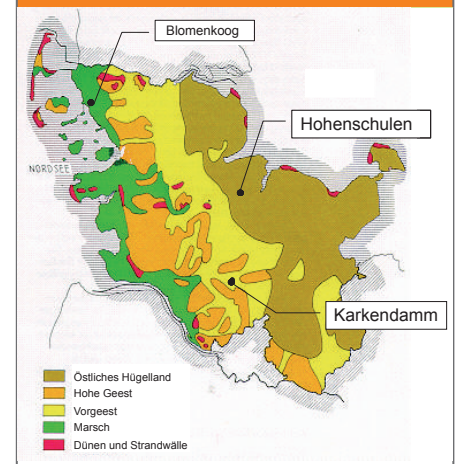 Blomenkoog
Hohenschulen
NORDSEE
Karkendamm
Östliches Hügelland
Hohe Geest
Vorgeest
Marsch
Dünen und Strandwälle